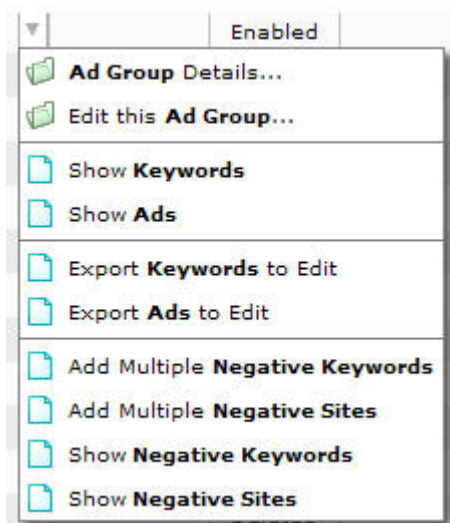 Enabled
Ad Group Details...
Edit this Ad Group...
Show Keywords
Show Ads
Export Keywords to Edit
Export Ads to Edit
Add Multiple Negative Keywords
Add Multiple Negative Sites
Show Negative Keywords
Show Negative Sites